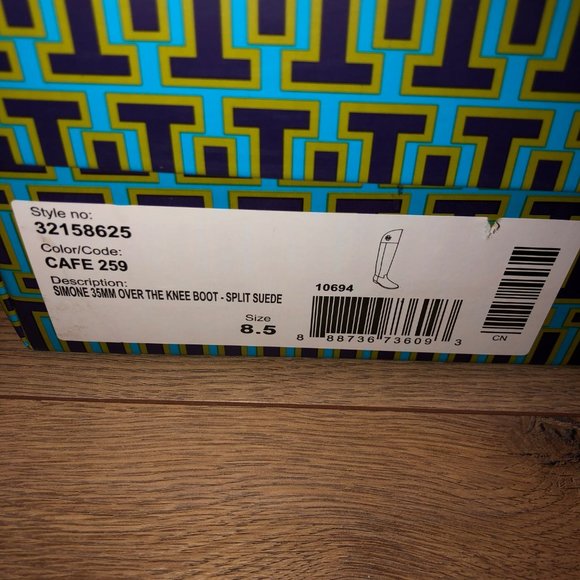 Style no:
32158625
Color/Code:
CAFE 259
Description:
SIMONE 35MM OVER THE KNEE BOOT - SPLIT SUEDE
Size
8.5
10694
8 88736 73609 3
CN